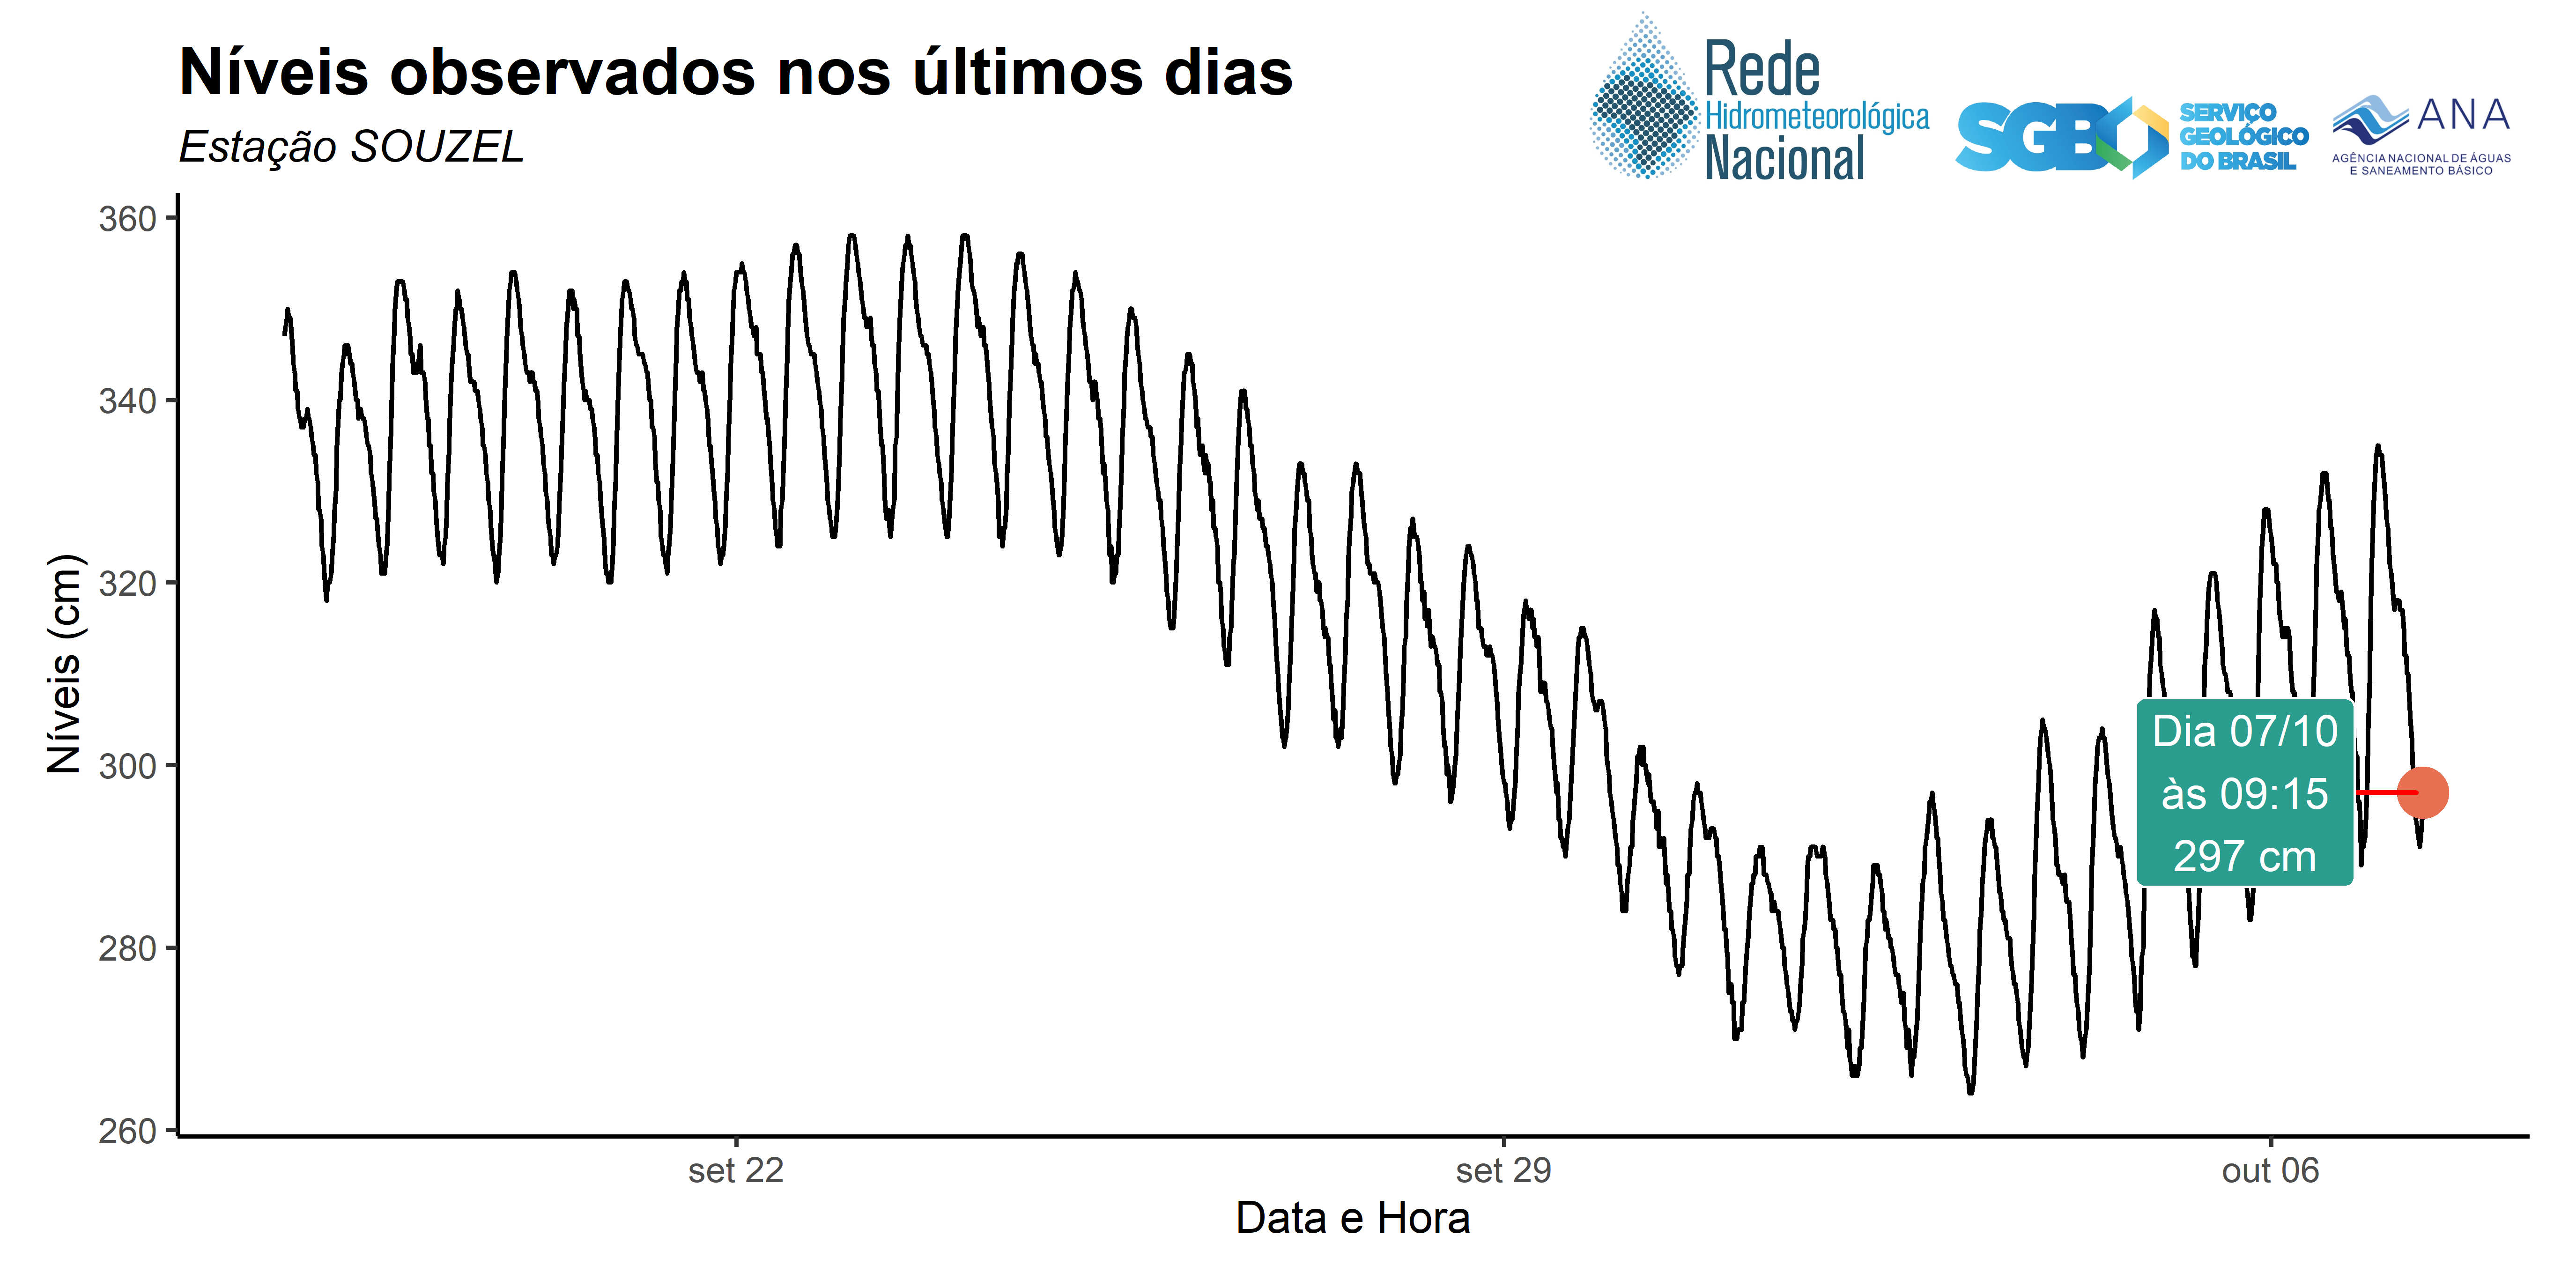 Níveis observados nos últimos dias
Estação SOUZEL
Rede
Hidrometeorológica
Nacional
SGB
SERVIÇO
GEOLÓGICO
DO BRASIL
ANA
AGÊNCIA NACIONAL DE ÁGUAS
E SANEAMENTO BÁSICO
Níveis (cm)
360
340
320
300
280
260
Dia 07/10
às 09:15
297 cm
set 22
set 29
out 06
Data e Hora